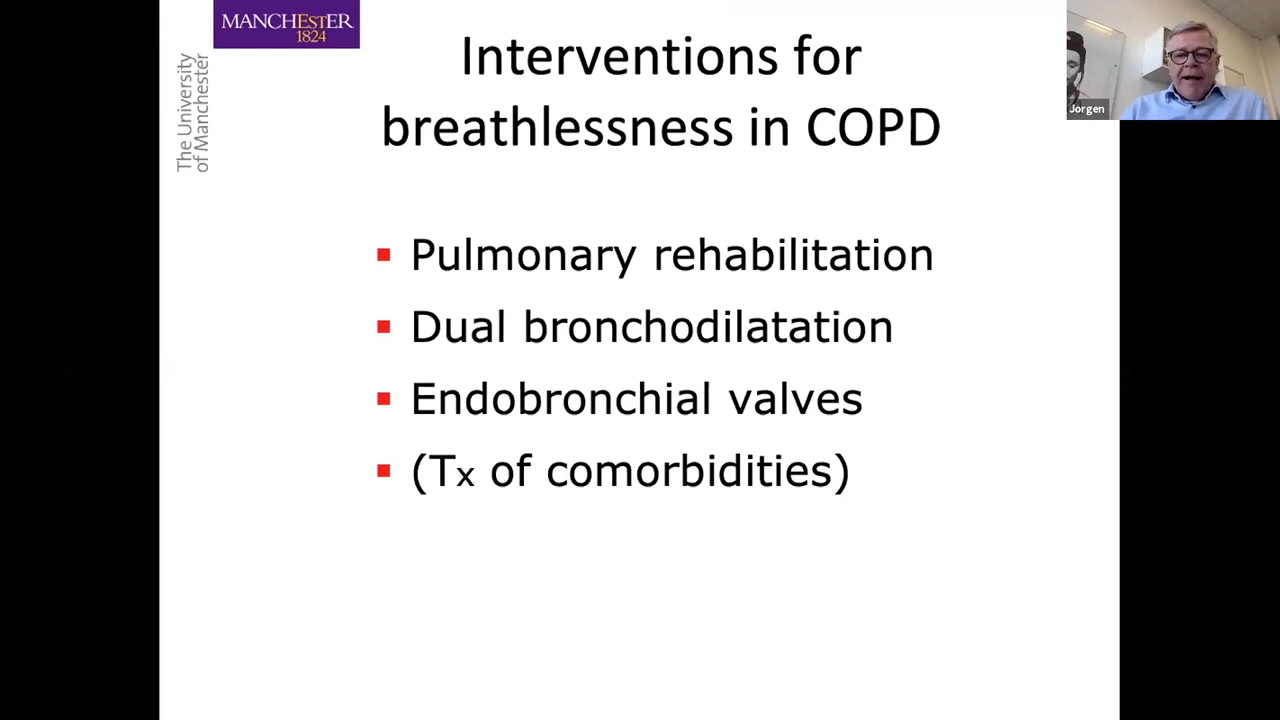 MANCHESTER
1824
The University
of Manchester
Interventions for
breathlessness in COPD
Jørgen
Pulmonary rehabilitation
Dual bronchodilatation
Endobronchial valves
(Tx of comorbidities)